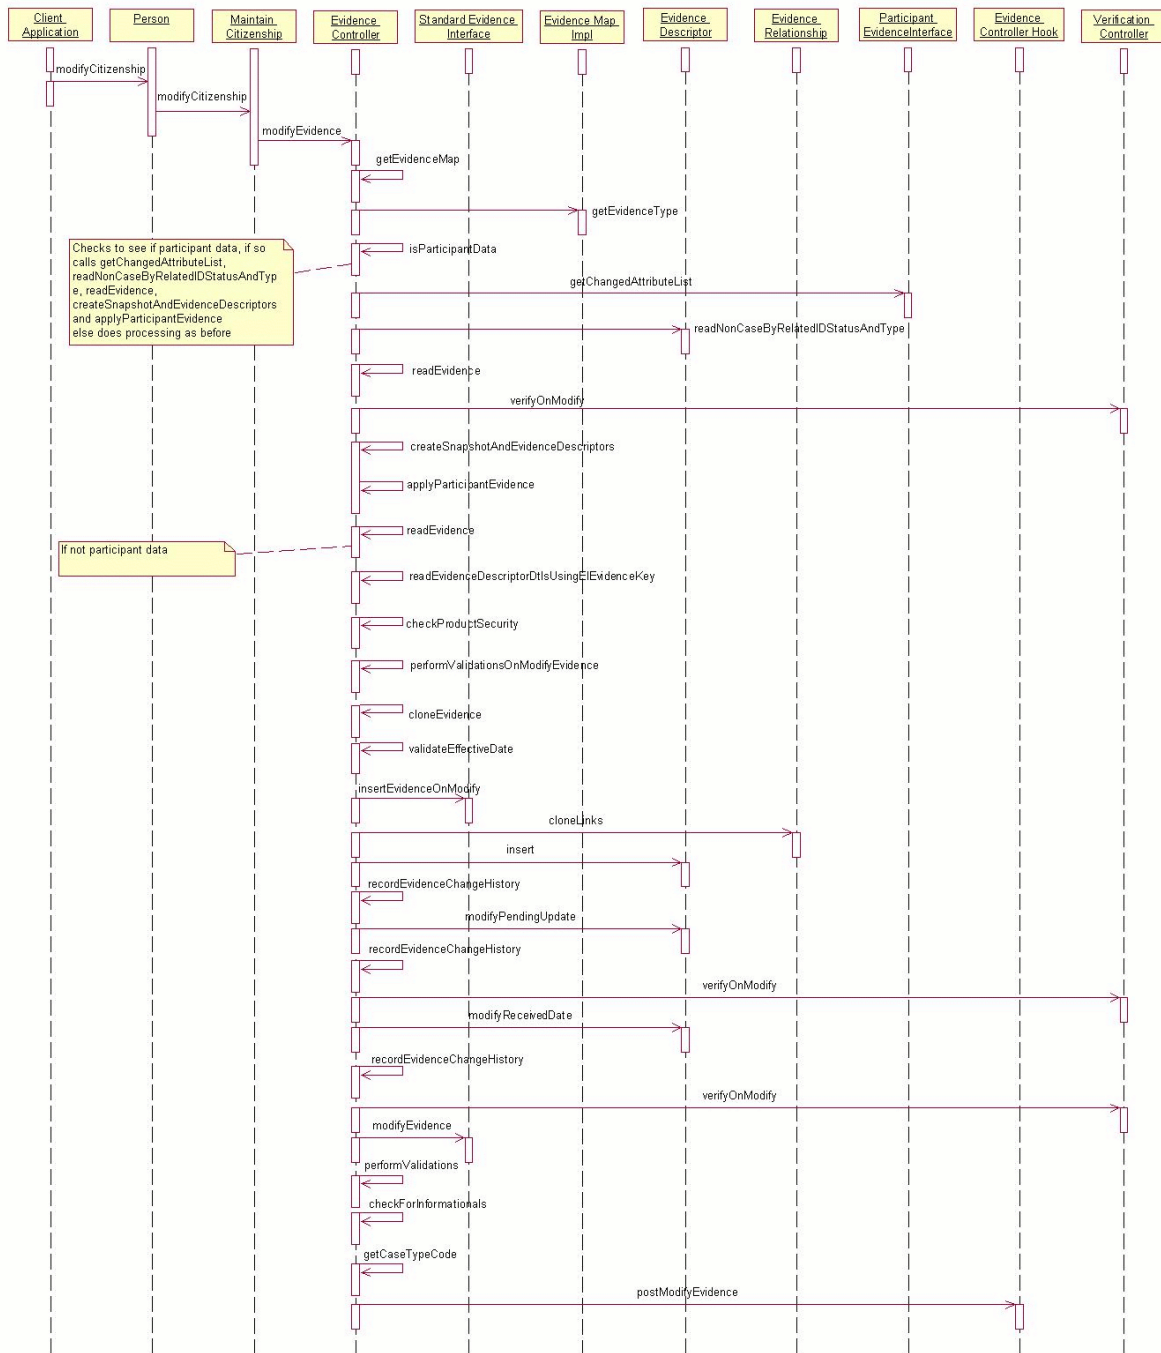 Client
Application
Person
Maintain
Citizenship
Evidence
Controller
Standard Evidence
Interface
Evidence Map
Impl
Evidence
Descriptor
Evidence
Relationship
Participant
EvidenceInterface
Evidence
Controller Hook
Verification
Controller
modifyCitizenship
modifyCitizenship
modifyEvidence
getEvidenceMap
getEvidenceType
isParticipantData
Checks to see if participant data, if so
calls getChangedAttributeList,
readNonCaseByRelatedIDStatusAndTyp
e, readEvidence,
createSnapshotAndEvidenceDescriptors
and applyParticipantEvidence
else does processing as before
getChangedAttributeList
readNonCaseByRelatedIDStatusAndType
readEvidence
verifyOnModify
createSnapshotAndEvidenceDescriptors
applyParticipantEvidence
readEvidence
If not participant data
readEvidenceDescriptorDtlsUsingEIEvidenceKey
checkProductSecurity
performValidationsOnModifyEvidence
cloneEvidence
validateEffectiveDate
insertEvidenceOnModify
cloneLinks
insert
recordEvidenceChangeHistory
modifyPendingUpdate
recordEvidenceChangeHistory
verifyOnModify
modifyReceivedDate
recordEvidenceChangeHistory
verifyOnModify
modifyEvidence
performValidations
checkForInformationals
getCaseTypeCode
postModifyEvidence